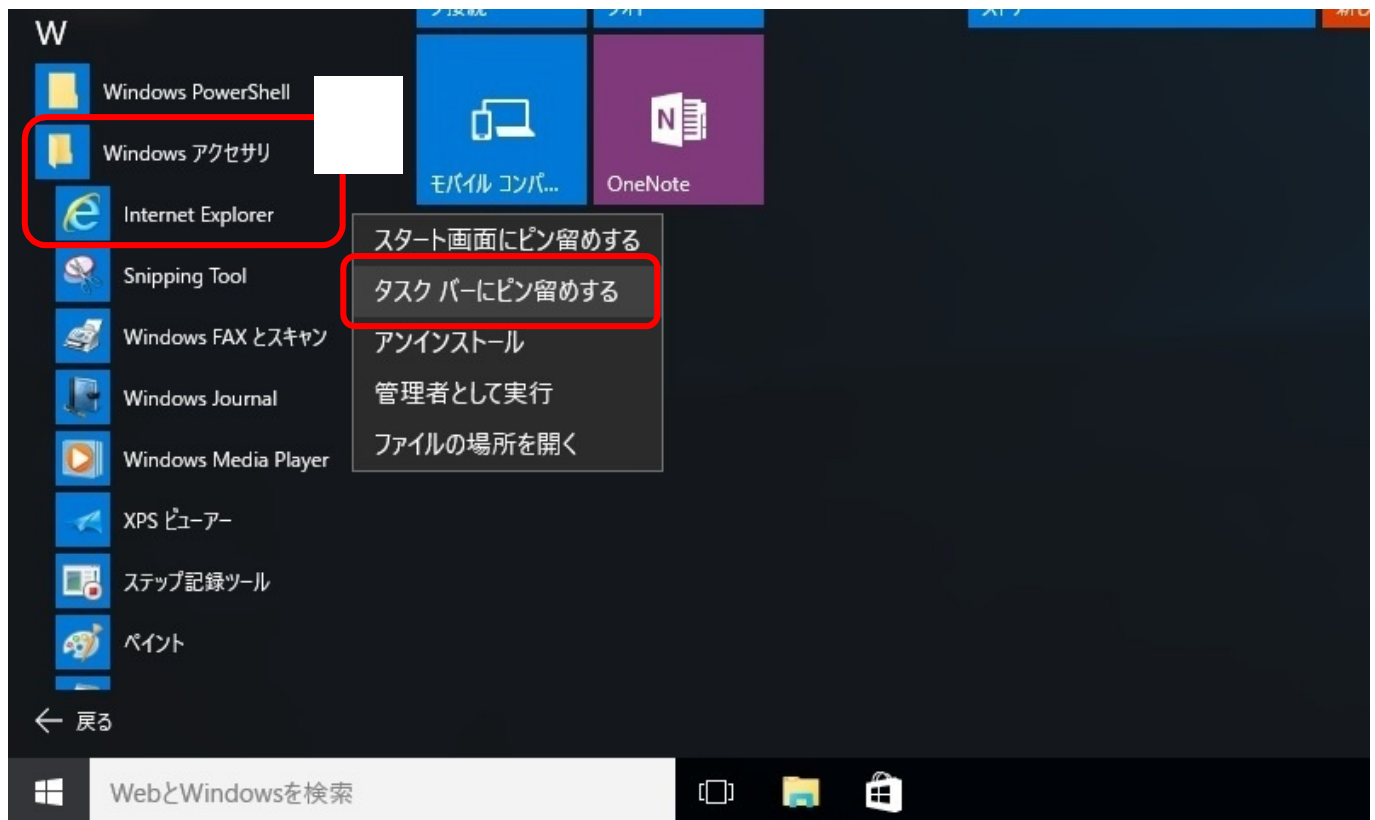 W
Windows PowerShell
Windows アクセサリ
Internet Explorer
Snipping Tool
Windows FAX とスキャン
Windows Journal
Windows Media Player
XPS ビューアー
ステップ記録ツール
ペイント
戻る
モバイル コンパ...
OneNote
スタート画面にピン留めする
タスク バーにピン留めする
アンインストール
管理者として実行
ファイルの場所を開く
WebとWindowsを検索